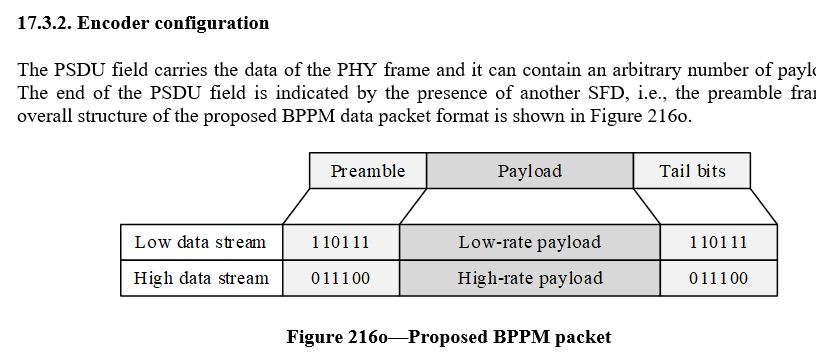 17.3.2. Encoder configuration
The PSDU field carries the data of the PHY frame and it can contain an arbitrary number of
The end of the PSDU field is indicated by the presence of another SFD, i.e., the preamble
overall structure of the proposed BPPM data packet format is shown in Figure 216o.
Preamble Payload Tail bits
Low data stream 110111 Low-rate payload 110111
High data stream 011100 High-rate payload 011100
Figure 216o—Proposed BPPM packet